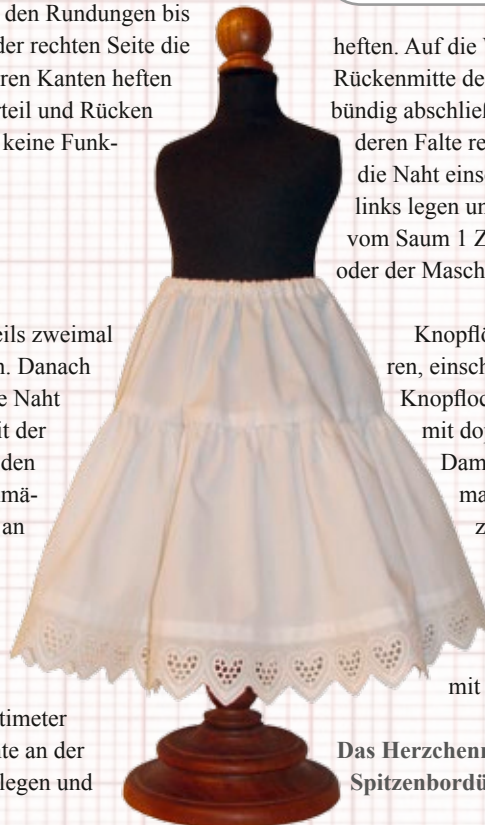 den Rundungen bis
der rechten Seite die
ren Kanten heften
rteil und Rücken
keine Funk-
eils zweimal
n. Danach
e Naht
it der
den
mä-
an
timeter
te an der
legen und
heften. Auf die
Rückenmitte de
bündig abschließ
deren Falte re
die Naht eins
links legen un
vom Saum 1 Z
oder der Masch
Knopflö
ren, einsch
Knopfloc
mit dop
Dam
ma
z
mit
Das Herzchen
Spitzenbordü